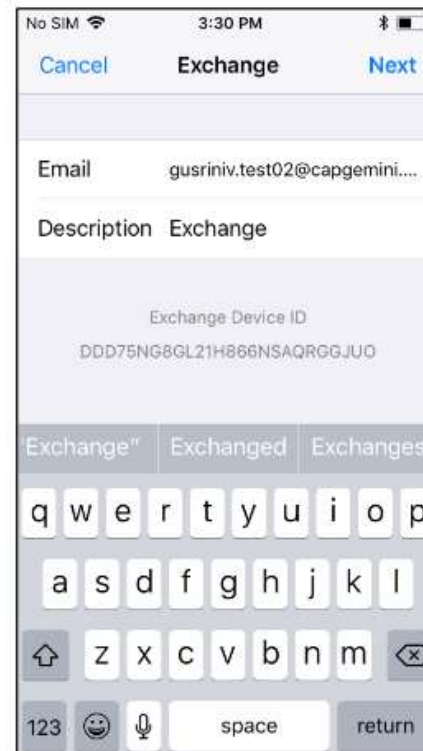 No SIM 3:30 PM
Cancel Exchange Next
Email gusriniv.test02@capgemini....
Description Exchange
Exchange Device ID
DDD75NG8GL21H866NSAQRGGJUO
"Exchange" Exchanged Exchanges
q w e r t y u i o p
a s d f g h j k l
z x c v b n m
123 space return